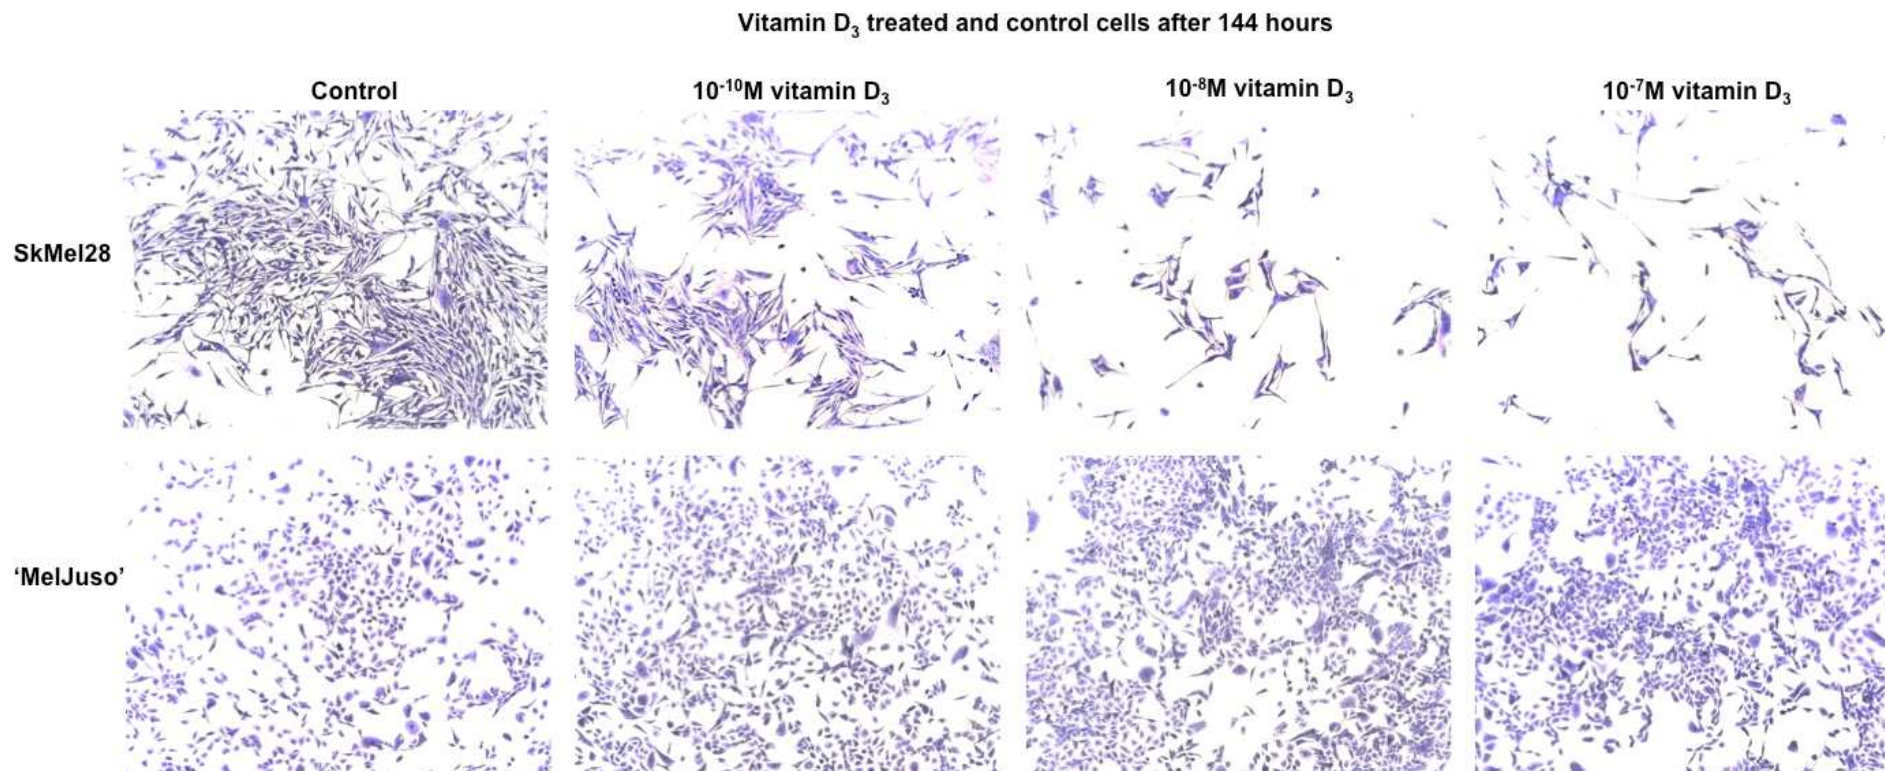 Vitamin D₃ treated and control cells after 144 hours
Control
10⁻¹⁰M vitamin D₃
10⁻⁸M vitamin D₃
10⁻⁷M vitamin D₃
SkMel28
‘MelJuso’